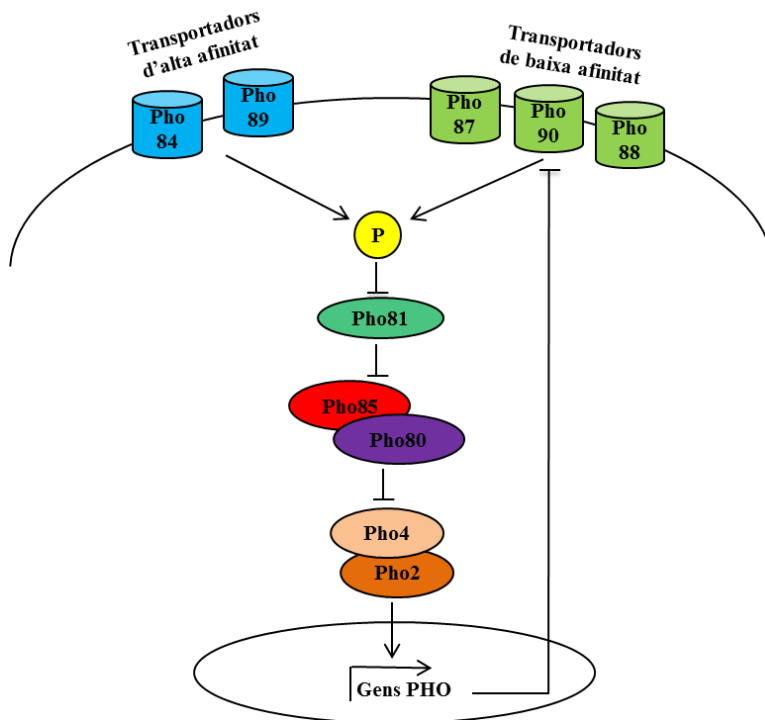 Transportadors
d'alta afinitat
Transportadors
de baixa afinitat
Pho
84
Pho
89
Pho
87
Pho
90
Pho
88
P
Pho81
Pho85
Pho80
Pho4
Pho2
Gens PHO